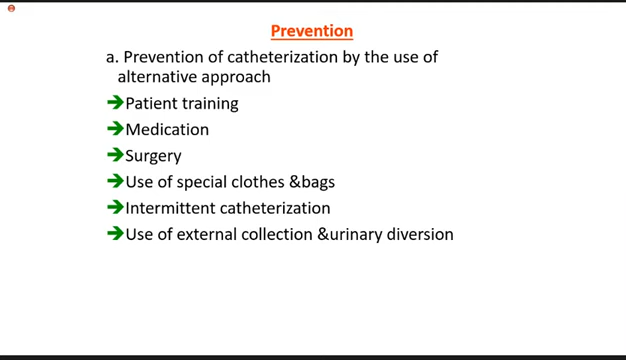 Prevention
a. Prevention of catheterization by the use of
alternative approach
➔Patient training
➔Medication
➔Surgery
➔Use of special clothes &bags
➔Intermittent catheterization
➔Use of external collection &urinary diversion